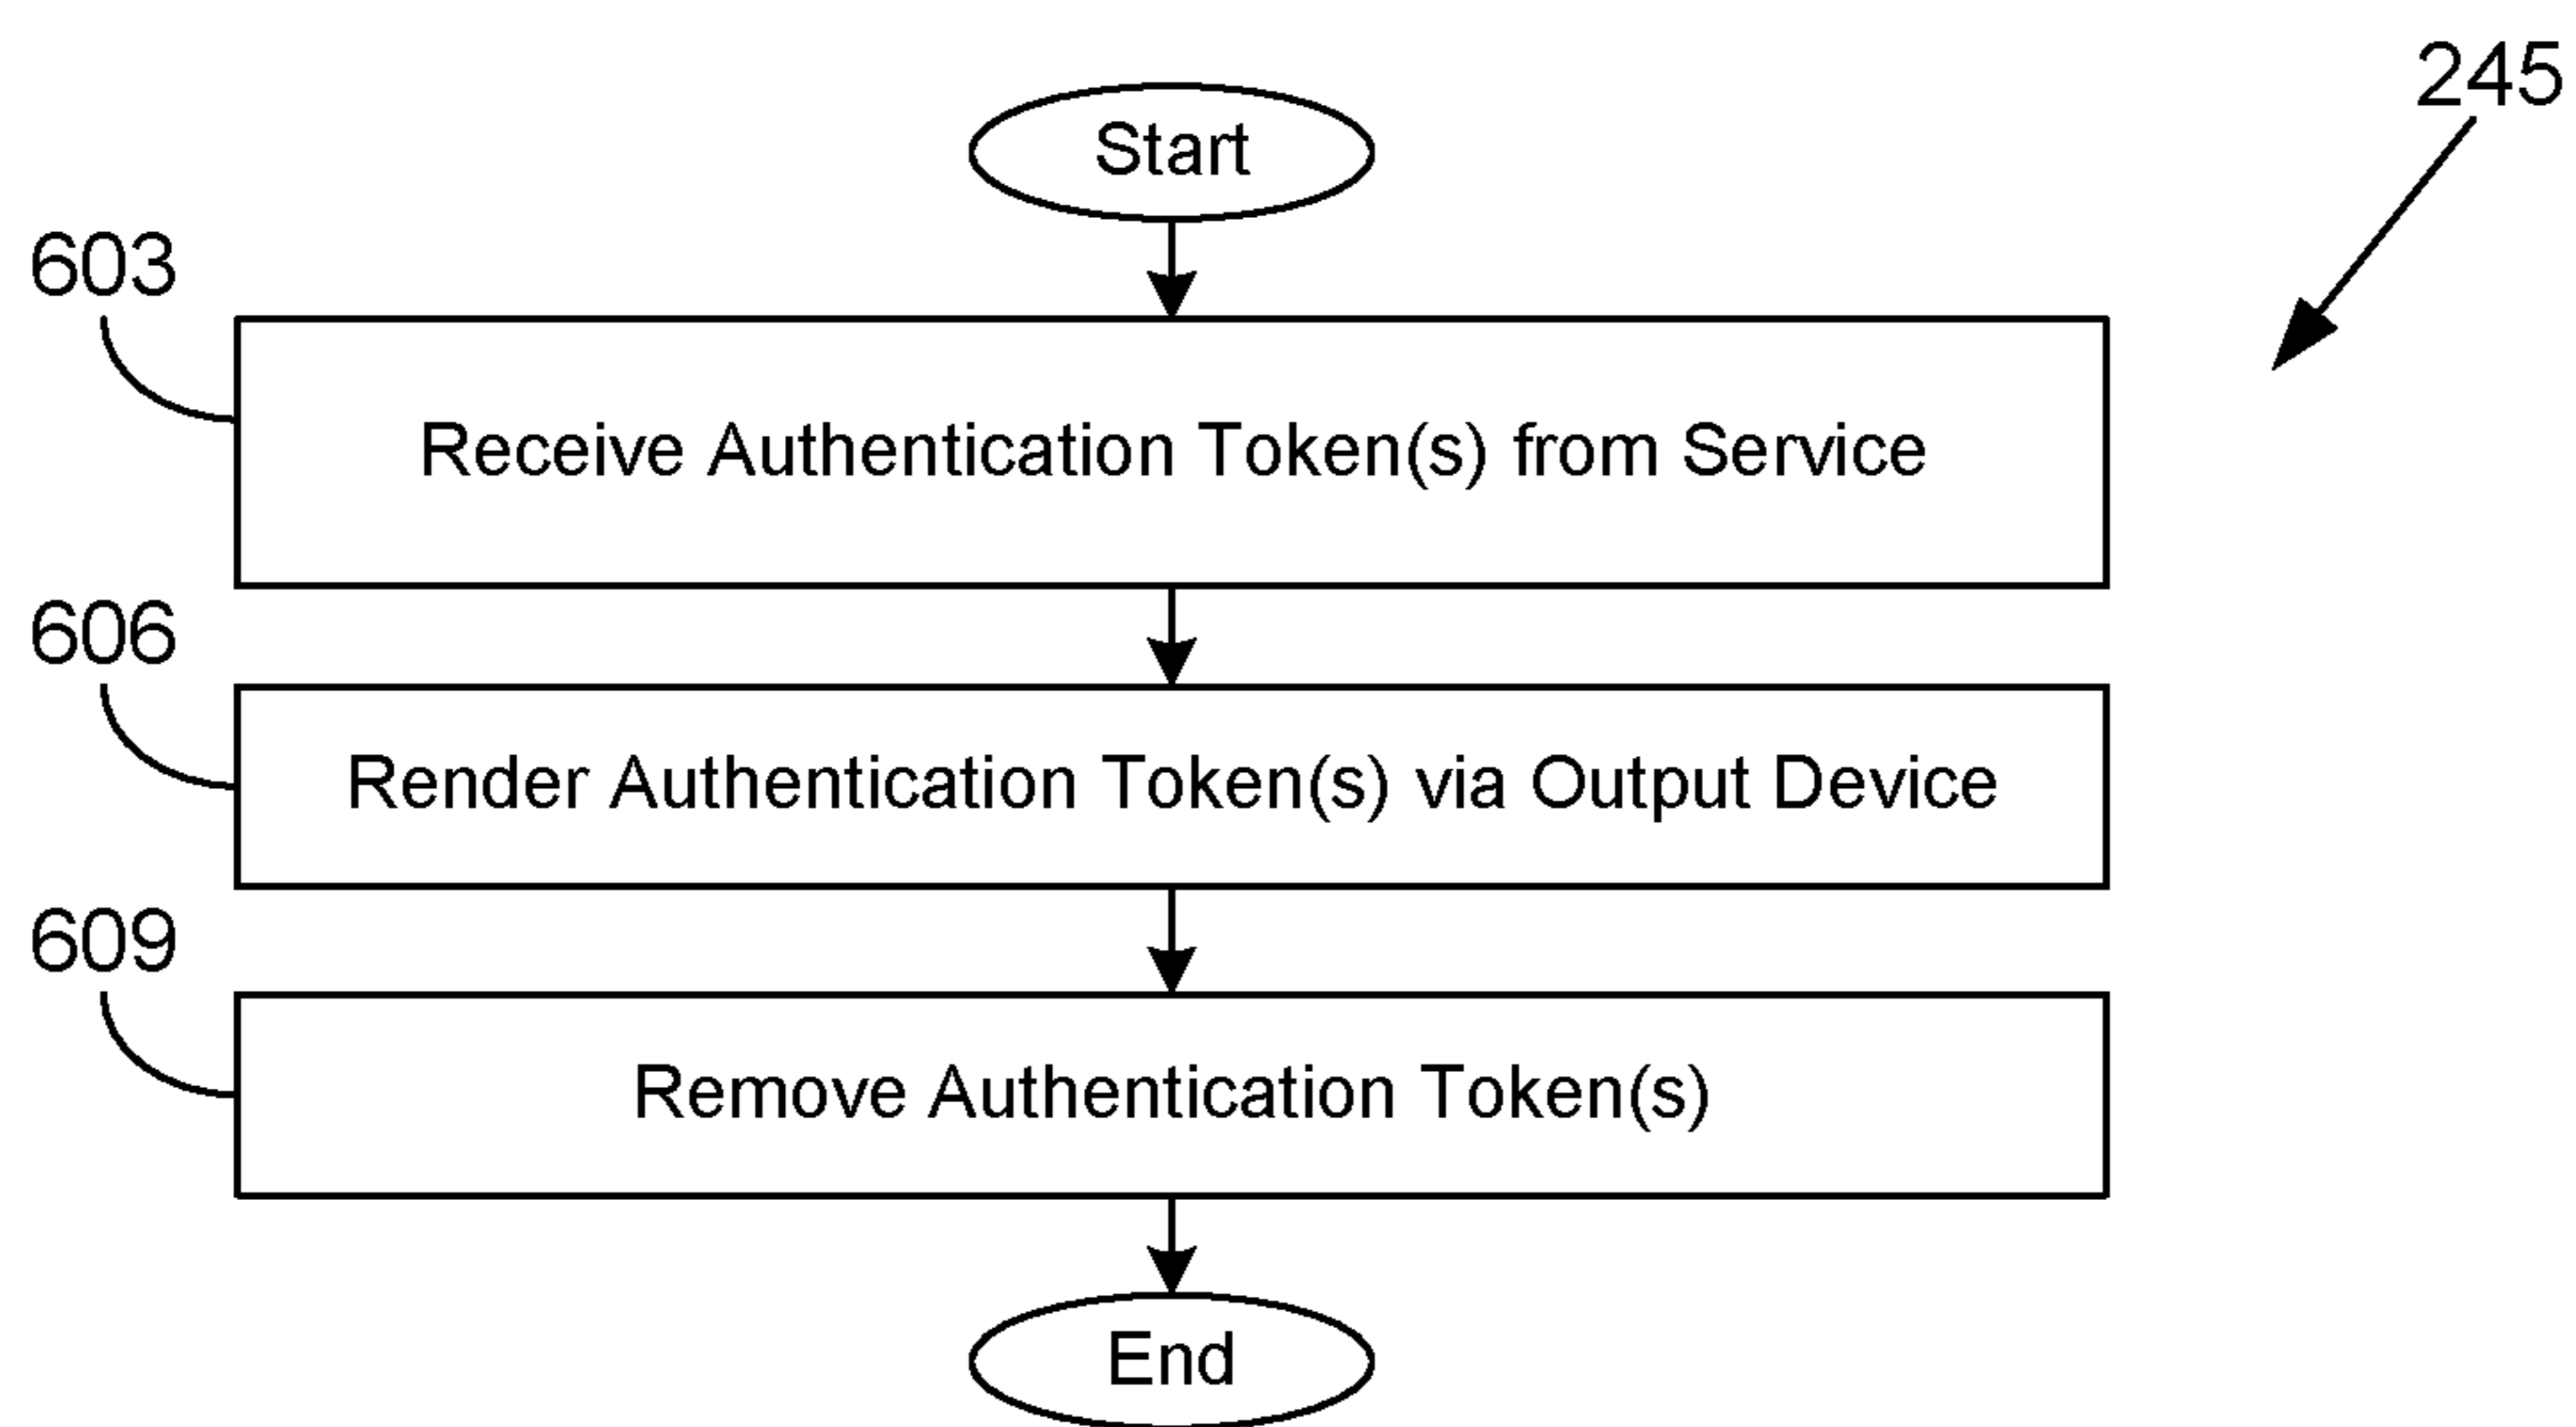 245
Start
603
Receive Authentication Token(s) from Service
606
Render Authentication Token(s) via Output Device
609
Remove Authentication Token(s)
End